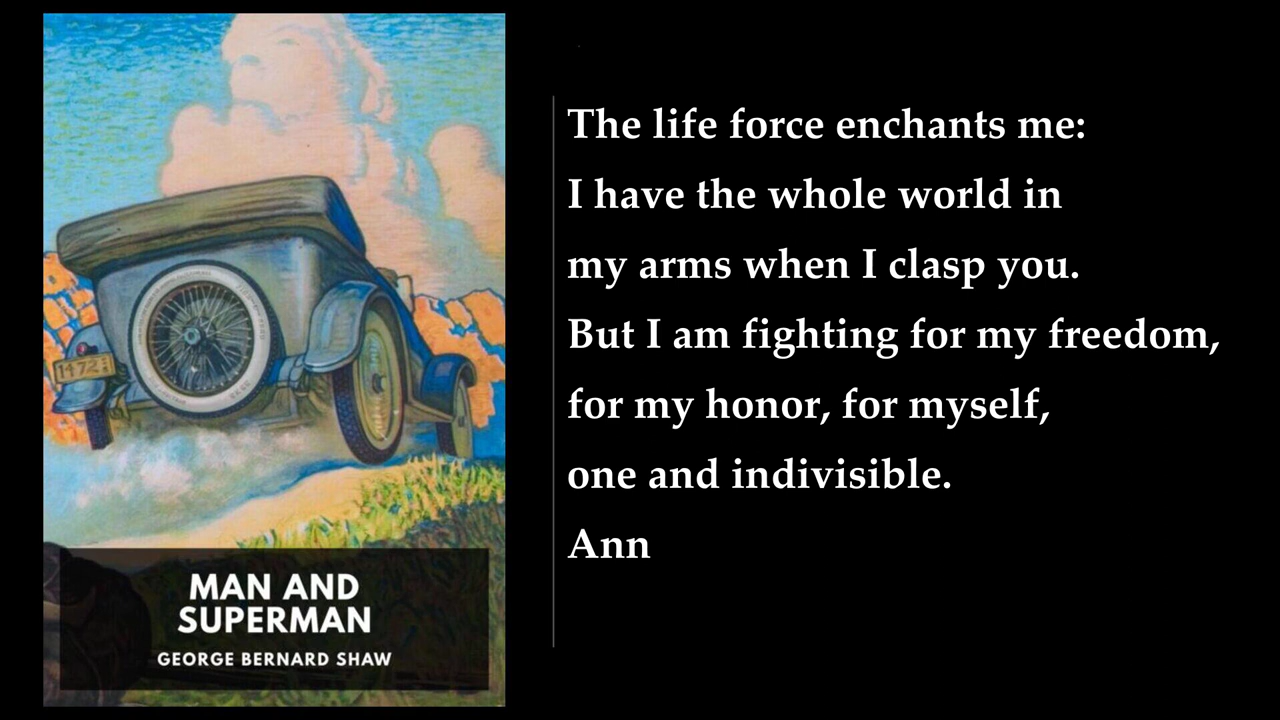 The life force enchants me:
I have the whole world in
my arms when I clasp you.
But I am fighting for my freedom,
for my honor, for myself,
one and indivisible.
Ann
1472
MAN AND
SUPERMAN
GEORGE BERNARD SHAW